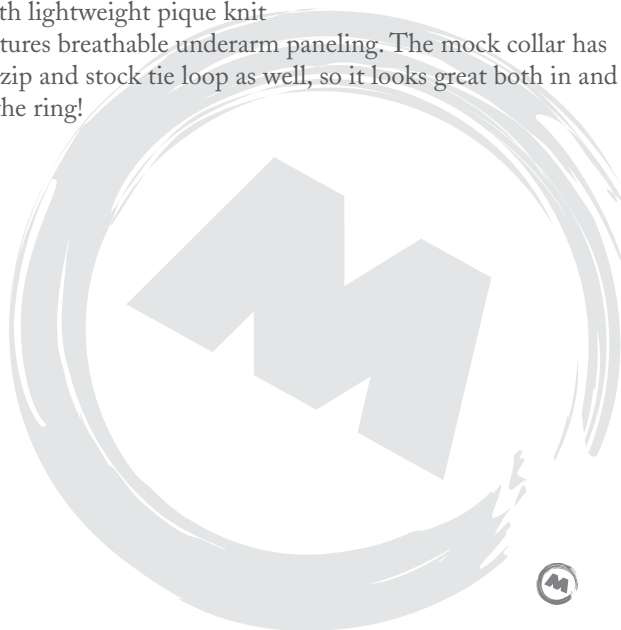 th lightweight pique knit
tures breathable underarm paneling. The mock collar has
zip and stock tie loop as well, so it looks great both in and
he ring!
M
M